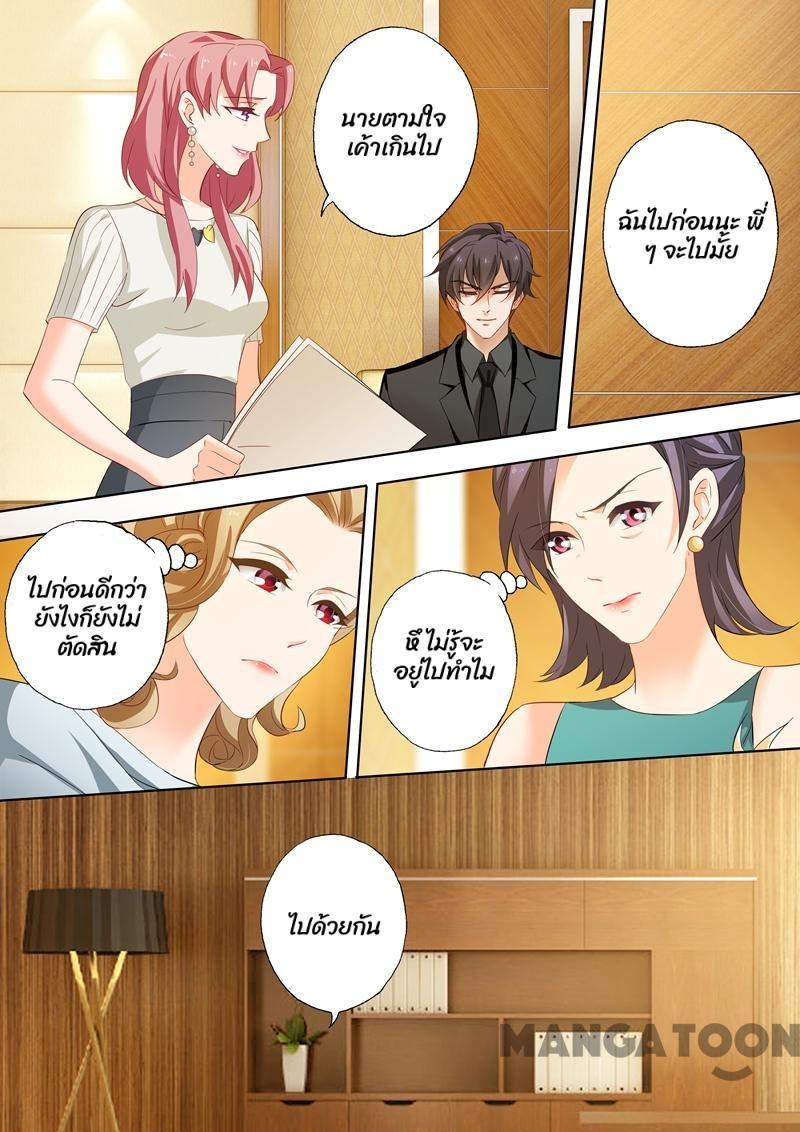 นายตามใจ
เค้าเกินไป
ฉันไปก่อนนะ พี่
ๆ จะไปมั้ย
ไปก่อนดีกว่า
ยังไงก็ยังไม่
ตัดสิน
หึ ไม่รู้จะ
อยู่ไปทำไม
ไปด้วยกัน
MANGATOON